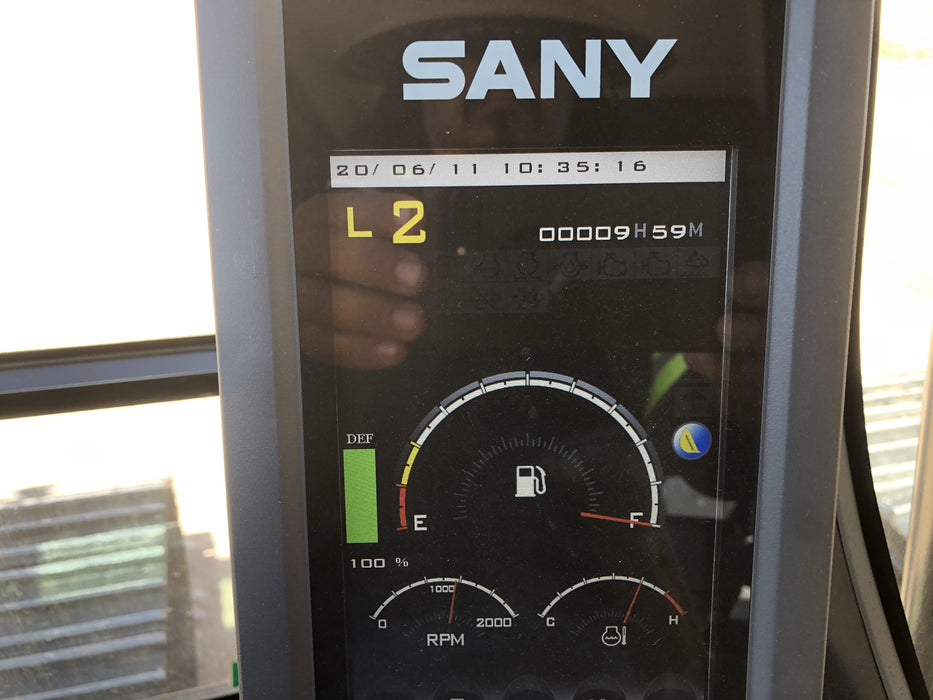 SANY
20/ 06/ 11 10: 35: 16
L 2
00009H59M
DEF
E
F
100 %
1000
0
2000
RPM
C
H